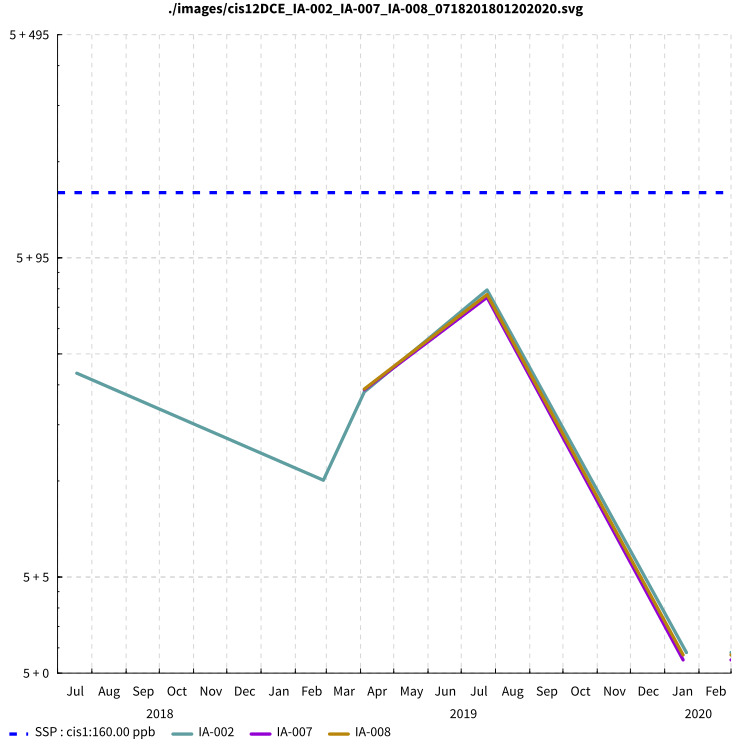 ./images/cis12DCE_IA-002_IA-007_IA-008_0718201801202020.svg
5 + 495
5 + 95
5 + 5
5 + 0
Jul Aug Sep Oct Nov Dec Jan Feb Mar Apr May Jun Jul Aug Sep Oct Nov Dec Jan Feb
2018 2019 2020
SSP : cis1:160.00 ppb IA-002 IA-007 IA-008